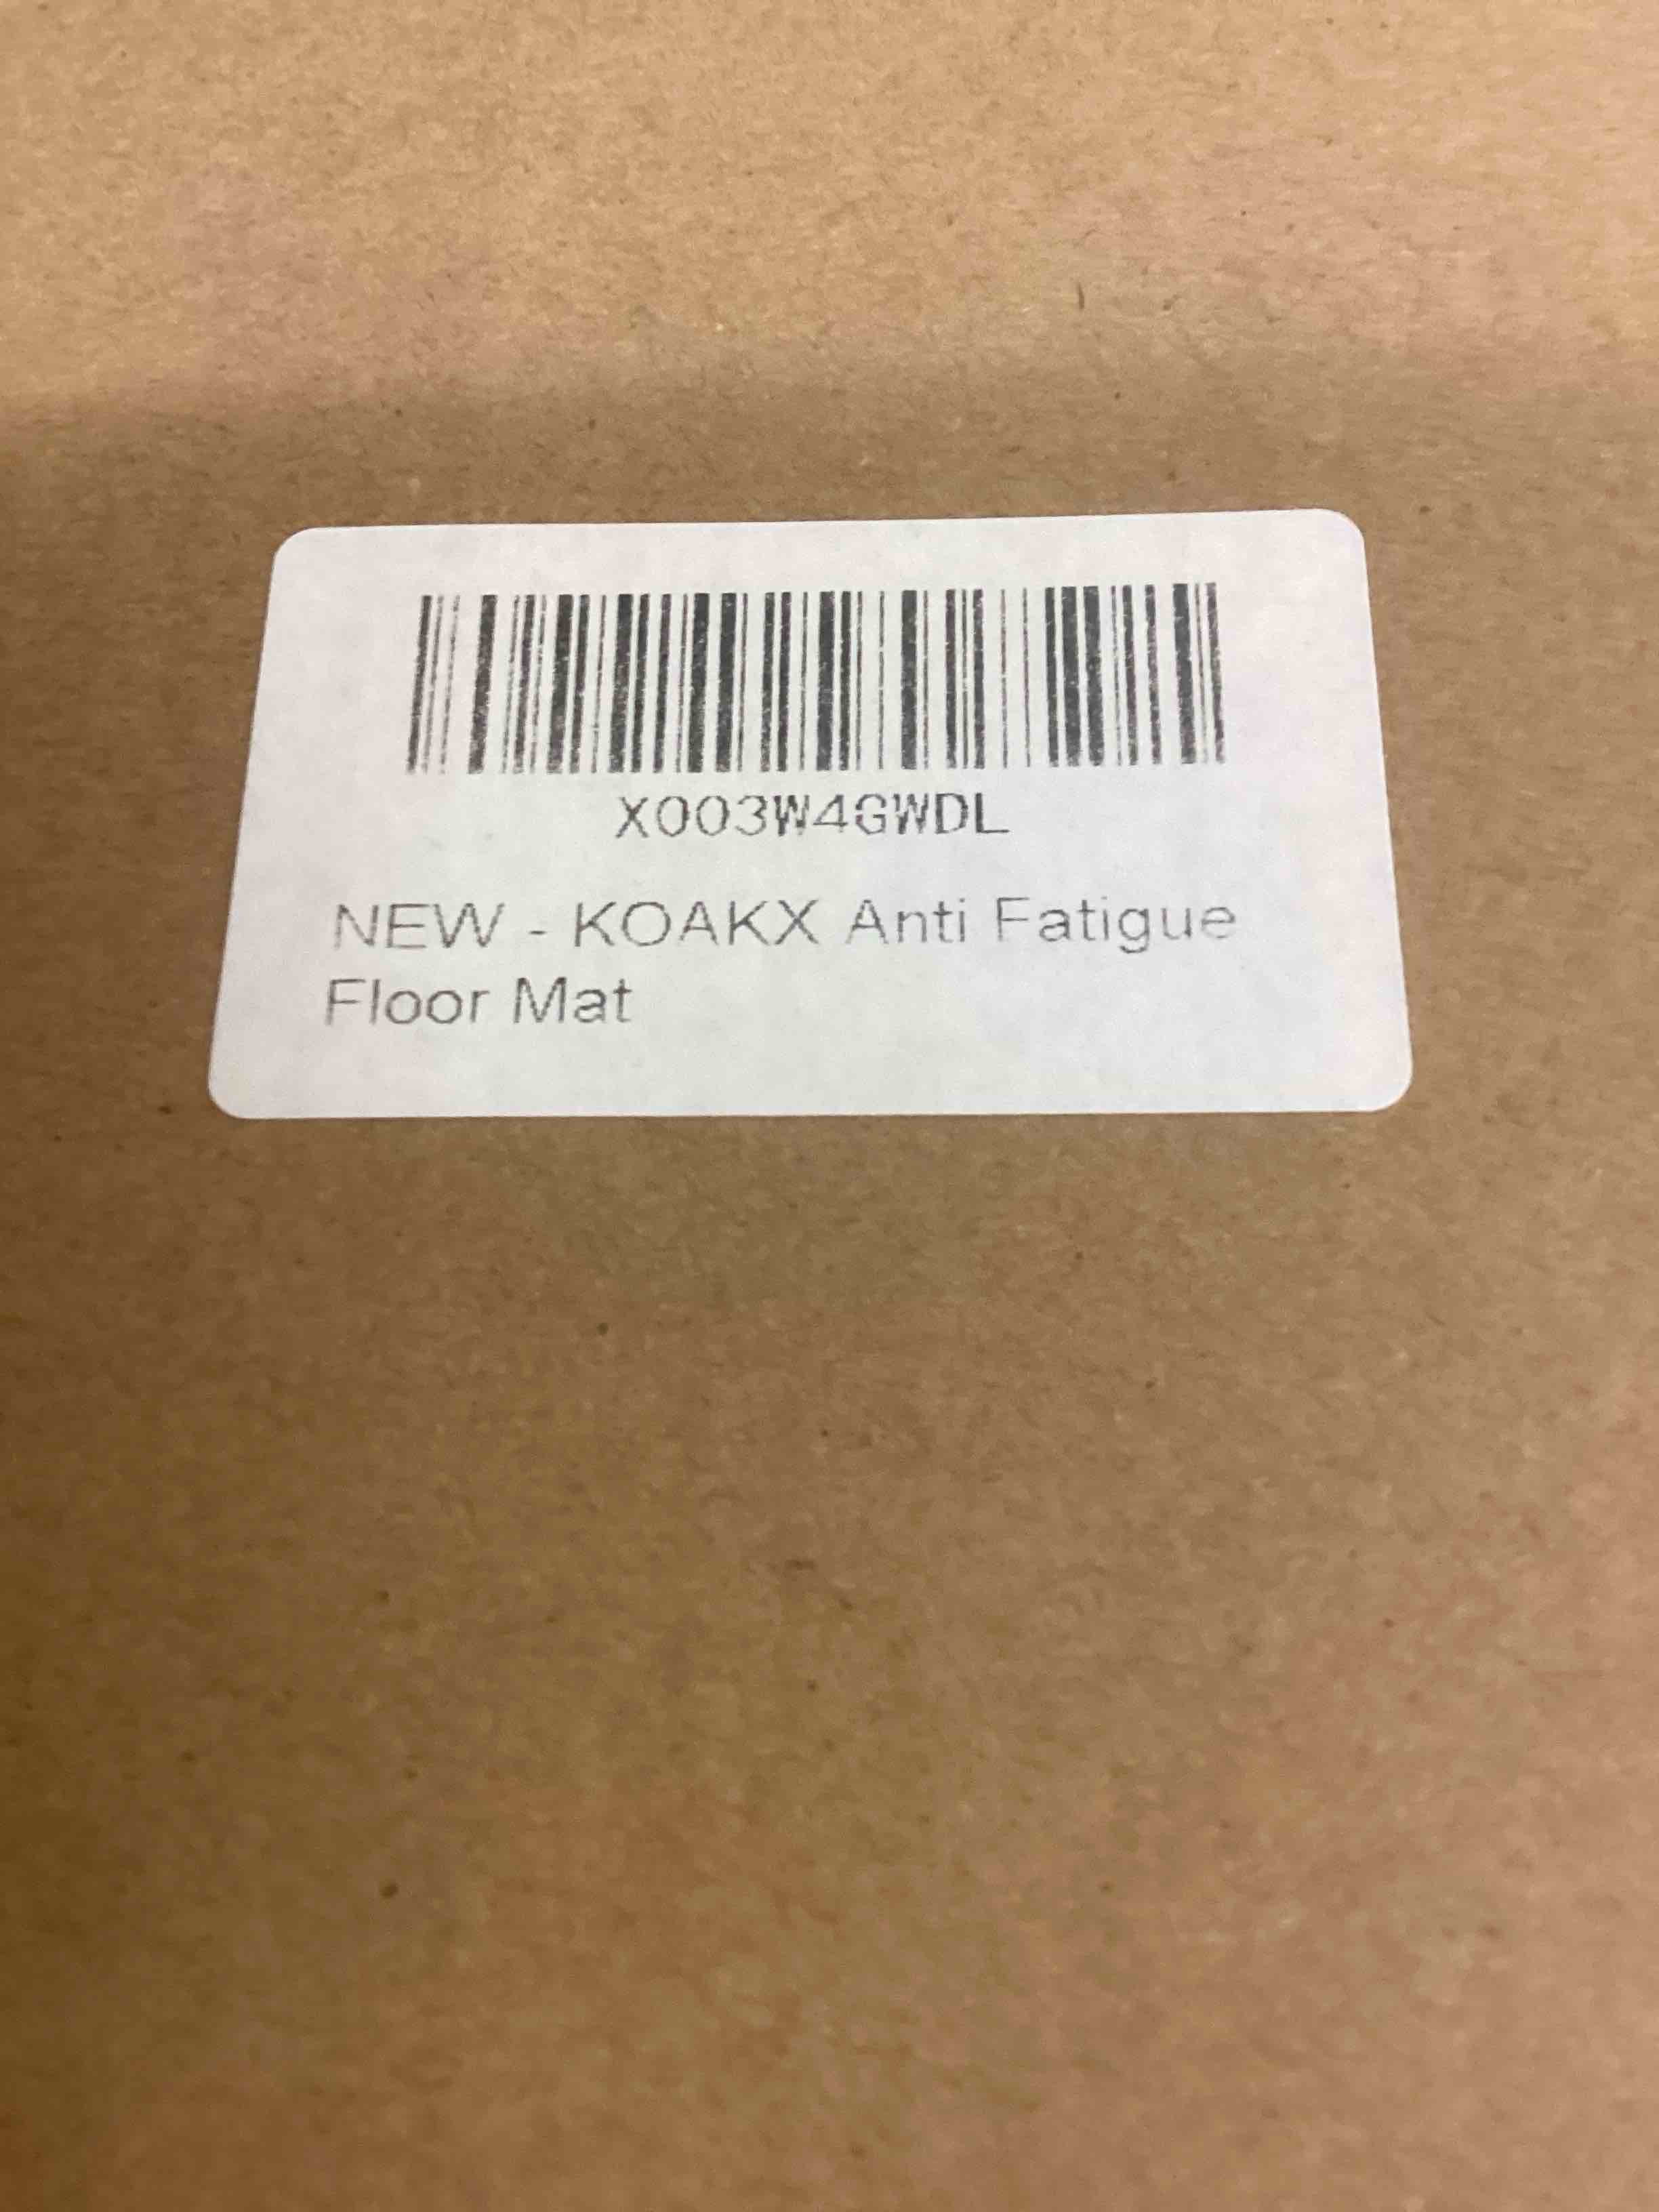 X003W4GWDL
NEW - KOAKX Anti Fatigue
Floor Mat